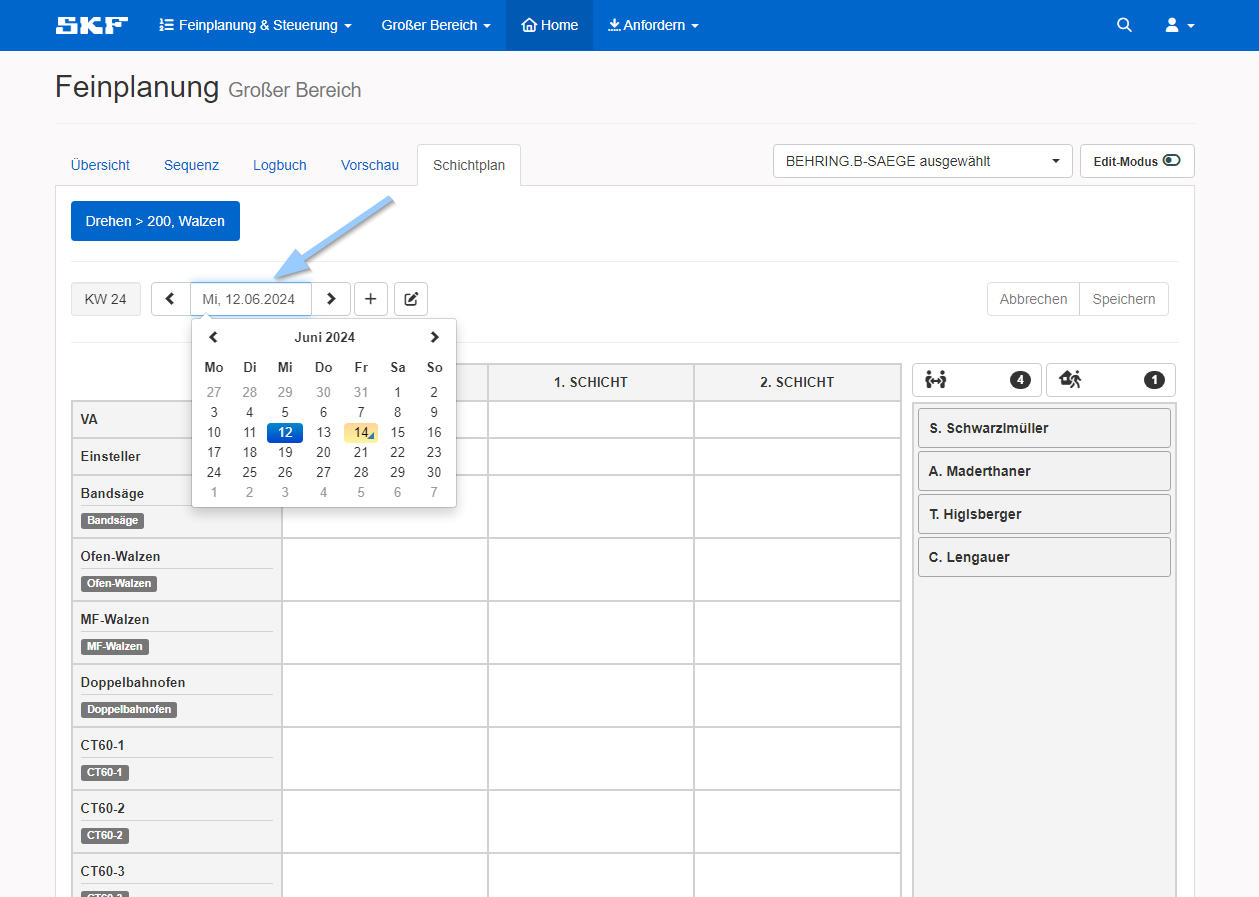 SKF Feinplanung & Steuerung Großer Bereich Home Anfordern
Feinplanung Großer Bereich
Übersicht Sequenz Logbuch Vorschau Schichtplan BEHRING.B-SAEGE ausgewählt Edit-Modus
Drehen > 200, Walzen
KW 24 Mi, 12.06.2024 Abbrechen Speichern
Juni 2024
Mo Di Mi Do Fr Sa So
27 28 29 30 31 1 2
3 4 5 6 7 8 9
10 11 12 13 14 15 16
17 18 19 20 21 22 23
24 25 26 27 28 29 30
1 2 3 4 5 6 7
1. SCHICHT 2. SCHICHT
VA
Einsteller
Bandsäge
Bandsäge
Ofen-Walzen
Ofen-Walzen
MF-Walzen
MF-Walzen
Doppelbahnofen
Doppelbahnofen
CT60-1
CT60-1
CT60-2
CT60-2
CT60-3
CT60-3
4 1
S. Schwarzlmüller
A. Maderthaner
T. Higlsberger
C. Lengauer